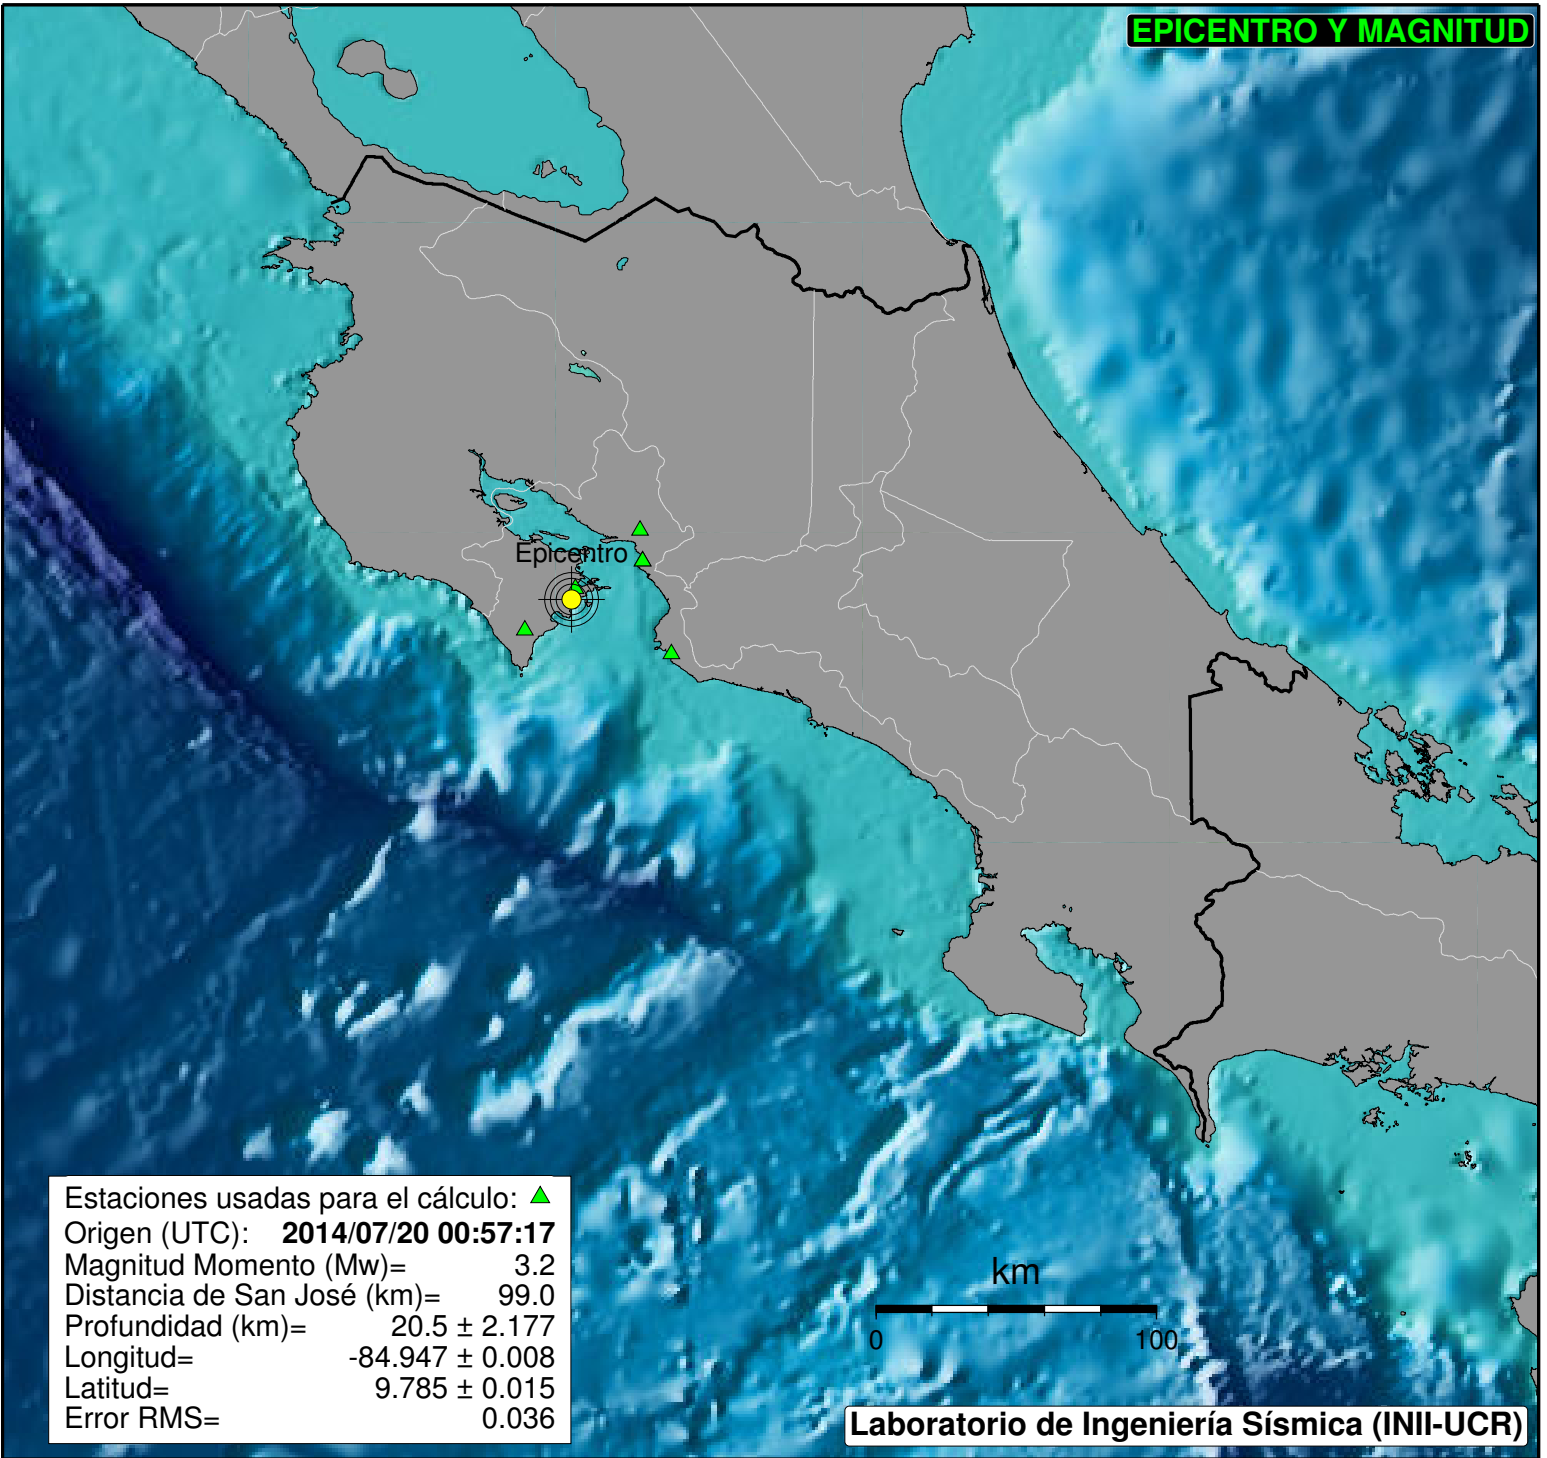 EPICENTRO Y MAGNITUD
Epicentro
Estaciones usadas para el cálculo:
Origen (UTC): 2014/07/20 00:57:17
Magnitud Momento (Mw)= 3.2
Distancia de San José (km)= 99.0
Profundidad (km)= 20.5 ± 2.177
Longitud= -84.947 ± 0.008
Latitud= 9.785 ± 0.015
Error RMS= 0.036
km
0 100
Laboratorio de Ingeniería Sísmica (INII-UCR)